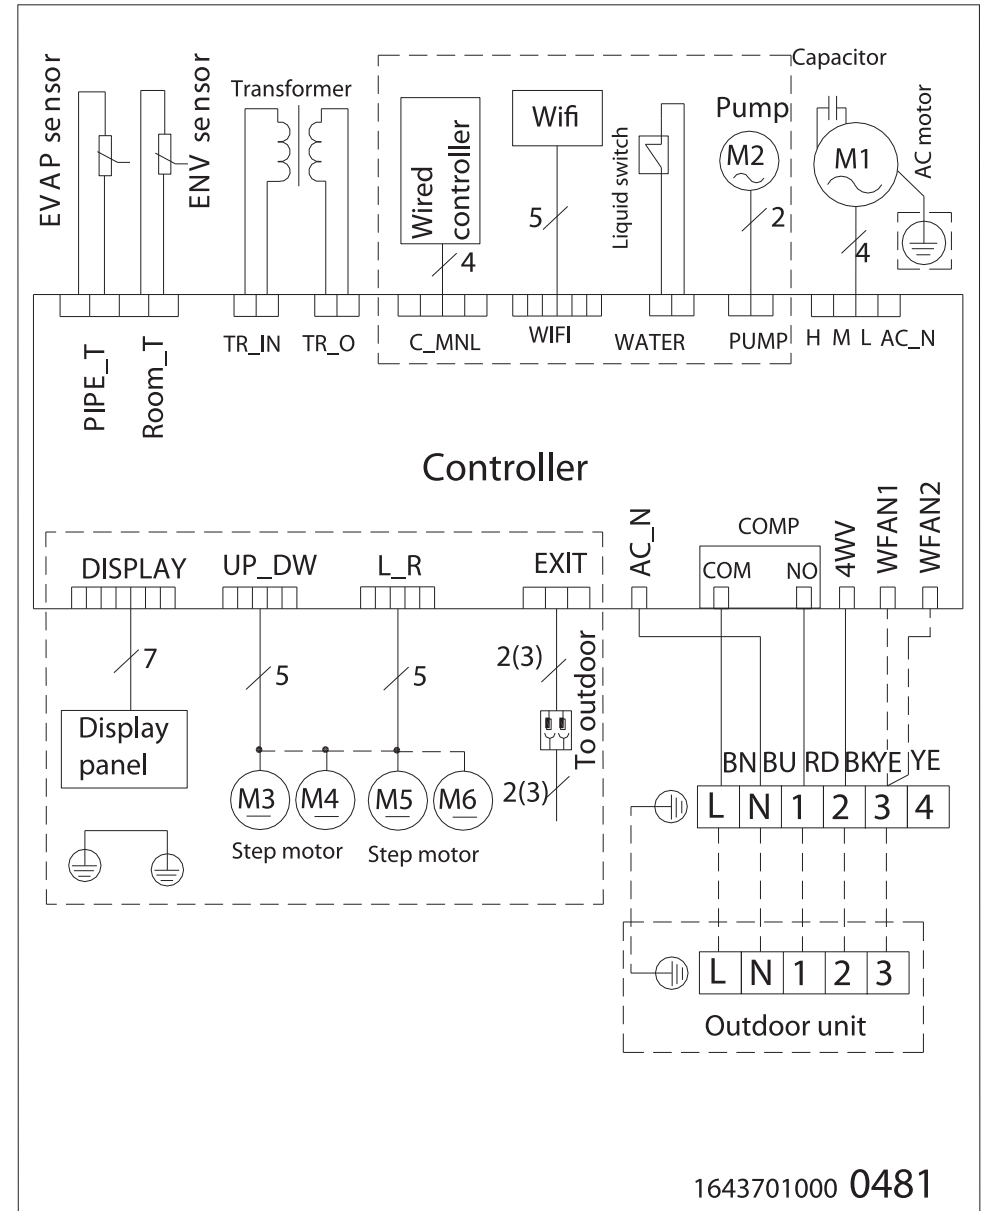 EVAP sensor
ENV sensor
Transformer
Wired
controller
Wifi
Liquid switch
Pump
M2
Capacitor
M1
AC motor
4
5
2
4
PIPE_T
Room_T
TR_IN
TR_O
C_MNL
WIFI
WATER
PUMP
H M L AC_N
Controller
DISPLAY
UP_DW
L_R
EXIT
AC_N
COMP
COM
NO
4WV
WFAN1
WFAN2
7
5
5
2(3)
To outdoor
2(3)
Display
panel
M3
M4
M5
M6
Step motor
Step motor
BN BU RD BK YE YE
L N 1 2 3 4
L N 1 2 3
Outdoor unit
1643701000 0481